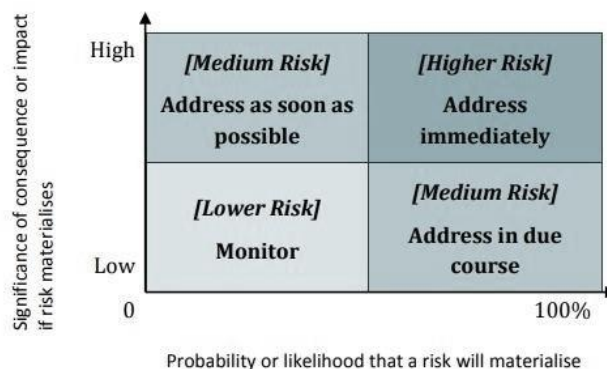 Significance of consequence or impact
if risk materialises
High
[Medium Risk]
Address as soon as
possible
[Higher Risk]
Address
immediately
[Lower Risk]
Monitor
[Medium Risk]
Address in due
course
Low
0
100%
Probability or likelihood that a risk will materialise